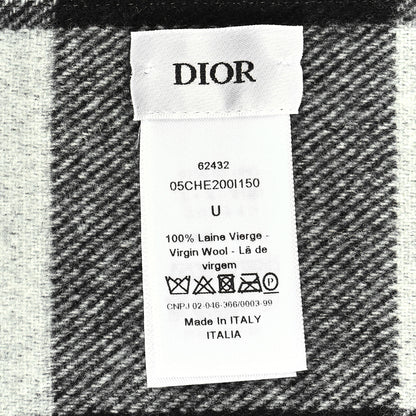 DIOR
62432
05CHE200I150
U
100% Laine Vierge -
Virgin Wool - Lã de
virgem
P
CNPJ 02-046-366/0003-99
Made In ITALY
ITALIA